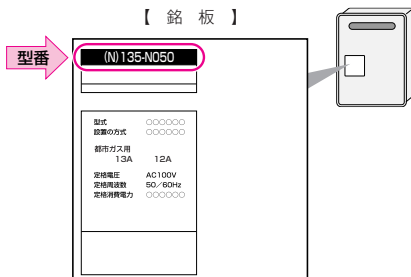 【 銘 板 】
型番
(N)135-N050
型式 ○○○○○○
設置の方式 ○○○○○○
都市ガス用
13A 12A
定格電圧 AC100V
定格周波数 50／60Hz
定格消費電力 ○○○○○○